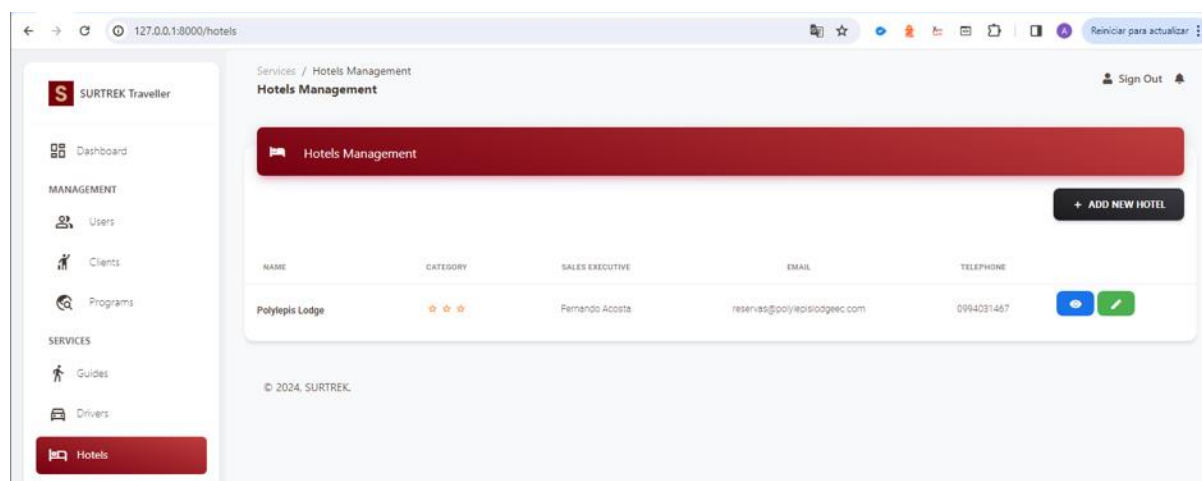 127.0.0.1:8000/hotels
A
Reiniciar para actualizar
S SURTREK Traveller
Dashboard
MANAGEMENT
Users
Clients
Programs
SERVICES
Guides
Drivers
Hotels
Services / Hotels Management
Hotels Management
Sign Out
Hotels Management
+ ADD NEW HOTEL
NAME CATEGORY SALES EXECUTIVE EMAIL TELEPHONE
Polylepis Lodge Fernando Acosta reservas@polylepislodgeec.com 0994031467
© 2024, SURTREK.